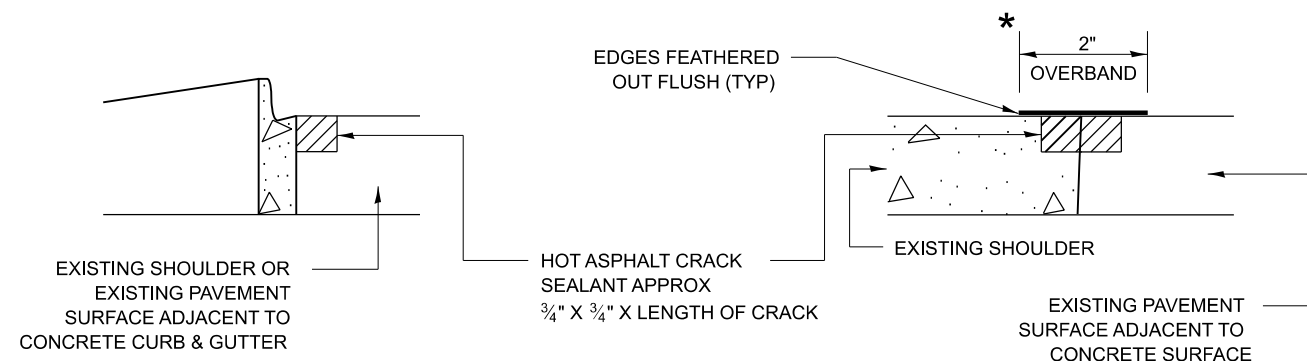 *
2"
OVERBAND
EDGES FEATHERED
OUT FLUSH (TYP)
EXISTING SHOULDER OR
EXISTING PAVEMENT
SURFACE ADJACENT TO
CONCRETE CURB & GUTTER
HOT ASPHALT CRACK
SEALANT APPROX
3/4" X 3/4" X LENGTH OF CRACK
EXISTING SHOULDER
EXISTING PAVEMENT
SURFACE ADJACENT TO
CONCRETE SURFACE